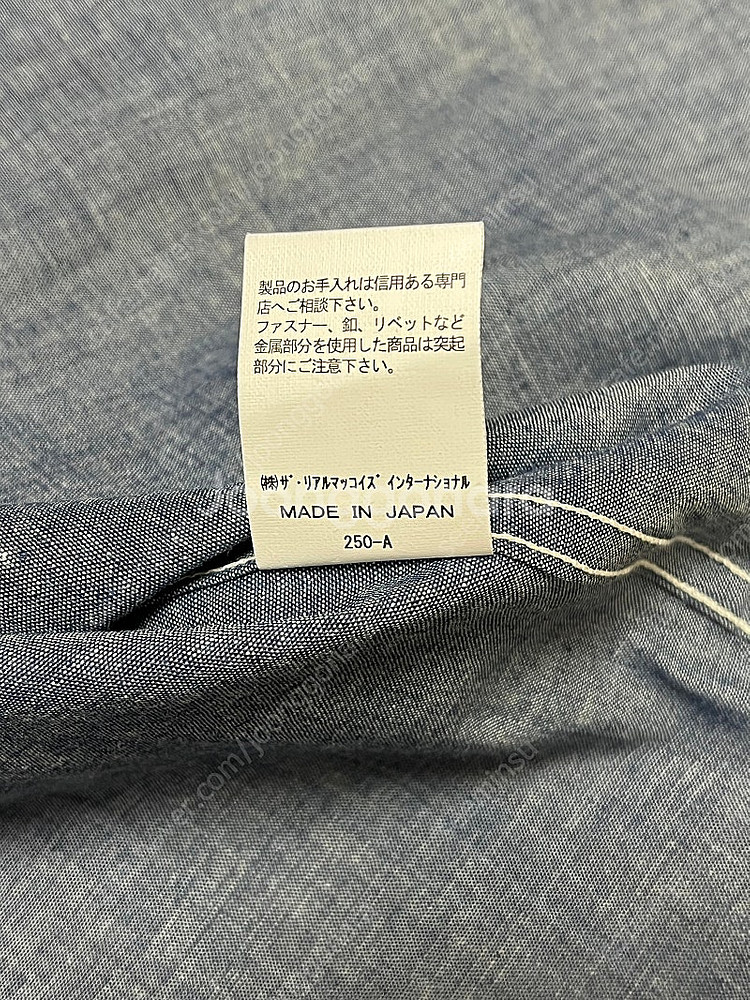 製品のお手入れは信用ある専門
店へご相談下さい。
ファスナー、釦、リベットなど
金属部分を使用した商品は突起
部分にご注意下さい。
㈱ｻﾞ・リアルマッコイｽﾞ インターナショナル
MADE IN JAPAN
250-A